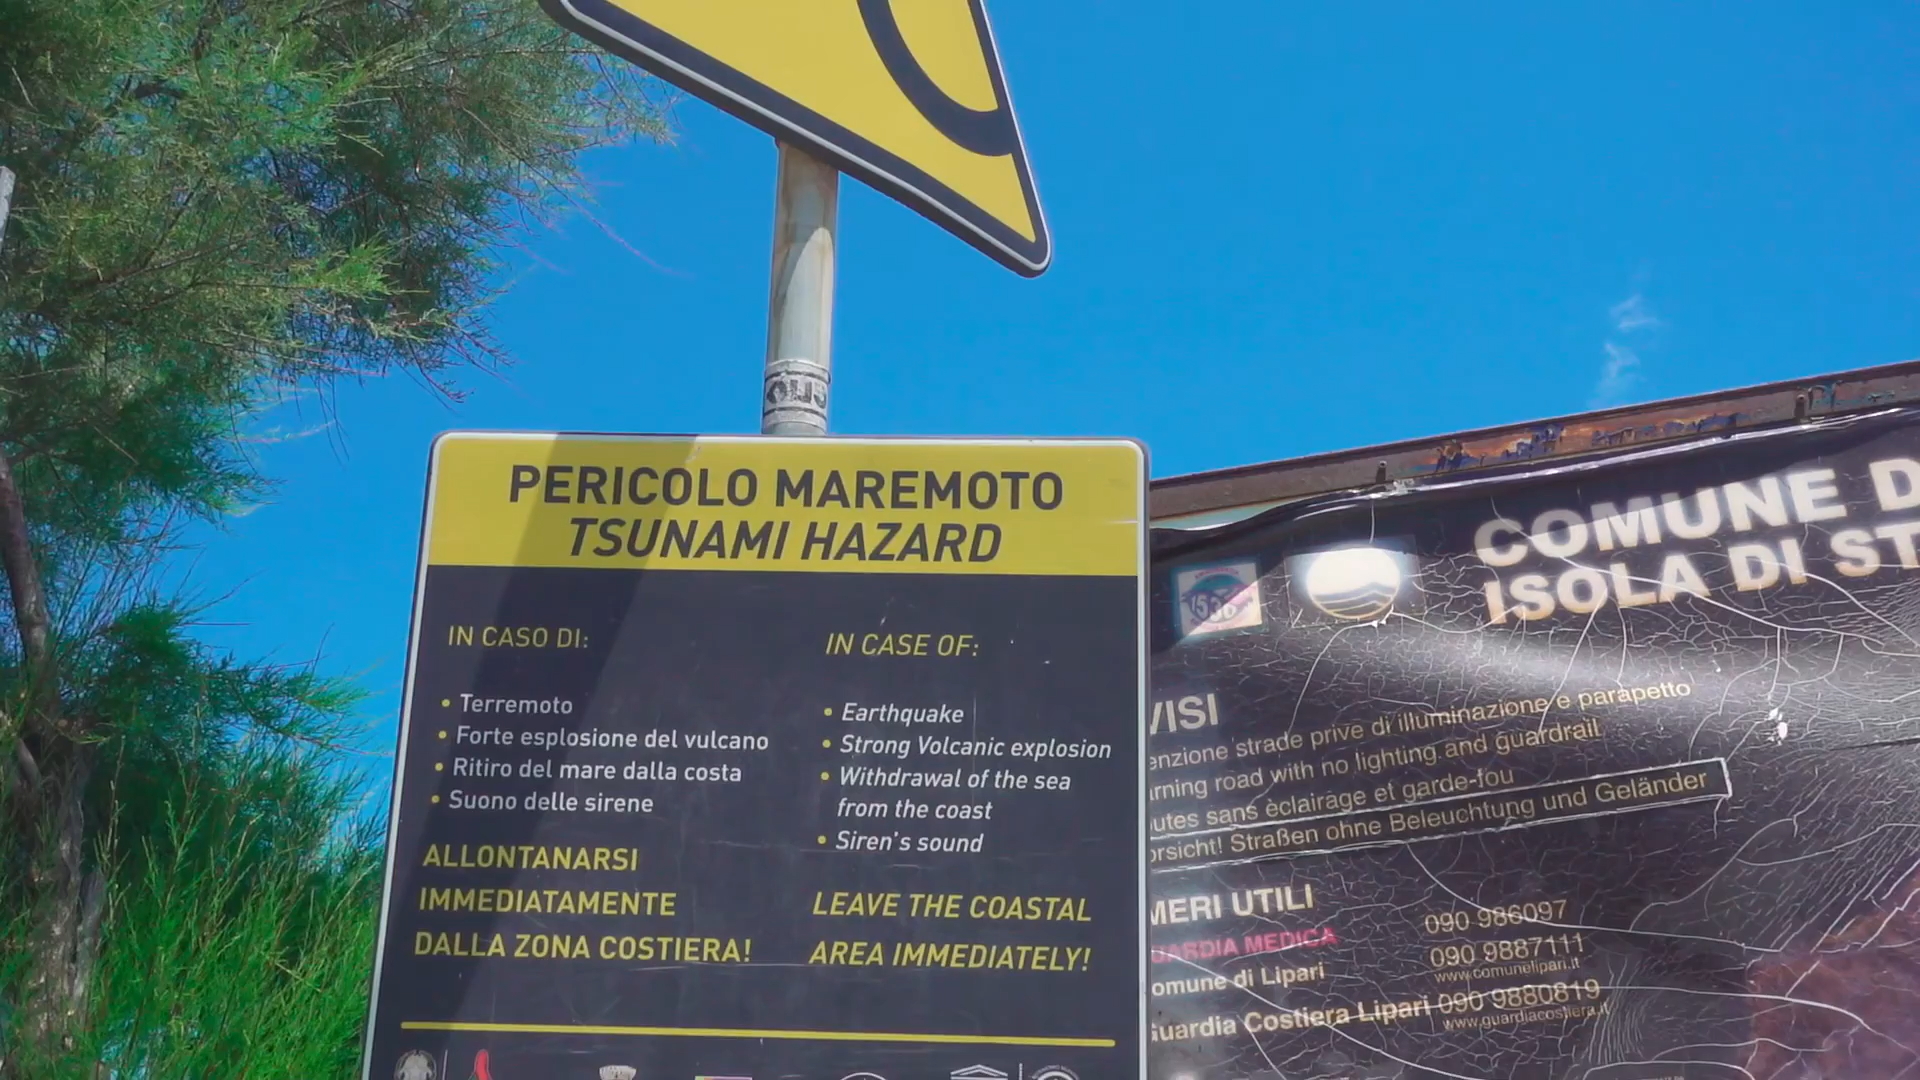 PERICOLO MAREMOTO
TSUNAMI HAZARD
IN CASO DI:
• Terremoto
• Forte esplosione del vulcano
• Ritiro del mare dalla costa
• Suono delle sirene
ALLONTANARSI
IMMEDIATAMENTE
DALLA ZONA COSTIERA!
IN CASE OF:
• Earthquake
• Strong Volcanic explosion
• Withdrawal of the sea
from the coast
• Siren's sound
LEAVE THE COASTAL
AREA IMMEDIATELY!
COMUNE D
ISOLA DI ST
VISI
enzione strade prive di illuminazione e parapetto
rning road with no lighting and guardrail
utes sans èclairage et garde-fou
orsicht! Straßen ohne Beleuchtung und Geländer
MERI UTILI
UARDIA MEDICA 090 986097
omune di Lipari 090 9887111
www.comunelipari.it
Guardia Costiera Lipari 090 9880819
www.guardiacostiera.it